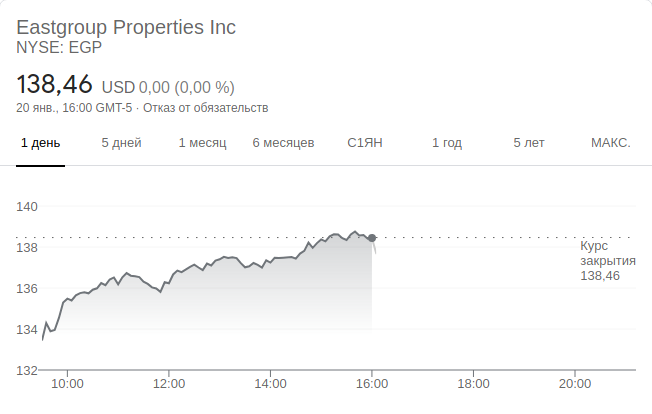 Eastgroup Properties Inc
NYSE: EGP
138,46 USD 0,00 (0,00 %)
20 янв., 16:00 GMT-5 · Отказ от обязательств
1 день 5 дней 1 месяц 6 месяцев С1ЯН 1 год 5 лет МАКС.
140
138
136
134
132
Курс
закрытия
138,46
10:00 12:00 14:00 16:00 18:00 20:00